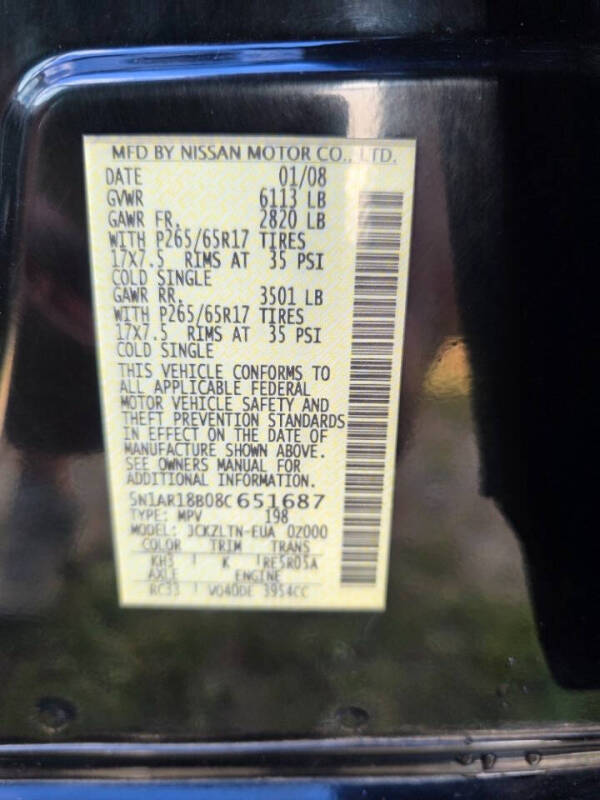 MFD BY NISSAN MOTOR CO., LTD.
DATE 01/08
GVWR 6113 LB
GAWR FR. 2820 LB
WITH P265/65R17 TIRES
17X7.5 RIMS AT 35 PSI
COLD SINGLE
GAWR RR. 3501 LB
WITH P265/65R17 TIRES
17X7.5 RIMS AT 35 PSI
COLD SINGLE
THIS VEHICLE CONFORMS TO
ALL APPLICABLE FEDERAL
MOTOR VEHICLE SAFETY AND
THEFT PREVENTION STANDARDS
IN EFFECT ON THE DATE OF
MANUFACTURE SHOWN ABOVE.
SEE OWNERS MANUAL FOR
ADDITIONAL INFORMATION.
5N1AR18B08C651687
TYPE: MPV 198
MODEL: JCKZLTN-EUA 0Z000
COLOR TRIM TRANS
KH3 K RE5R05A
AXLE ENGINE
RC33 VQ40DE 3954CC